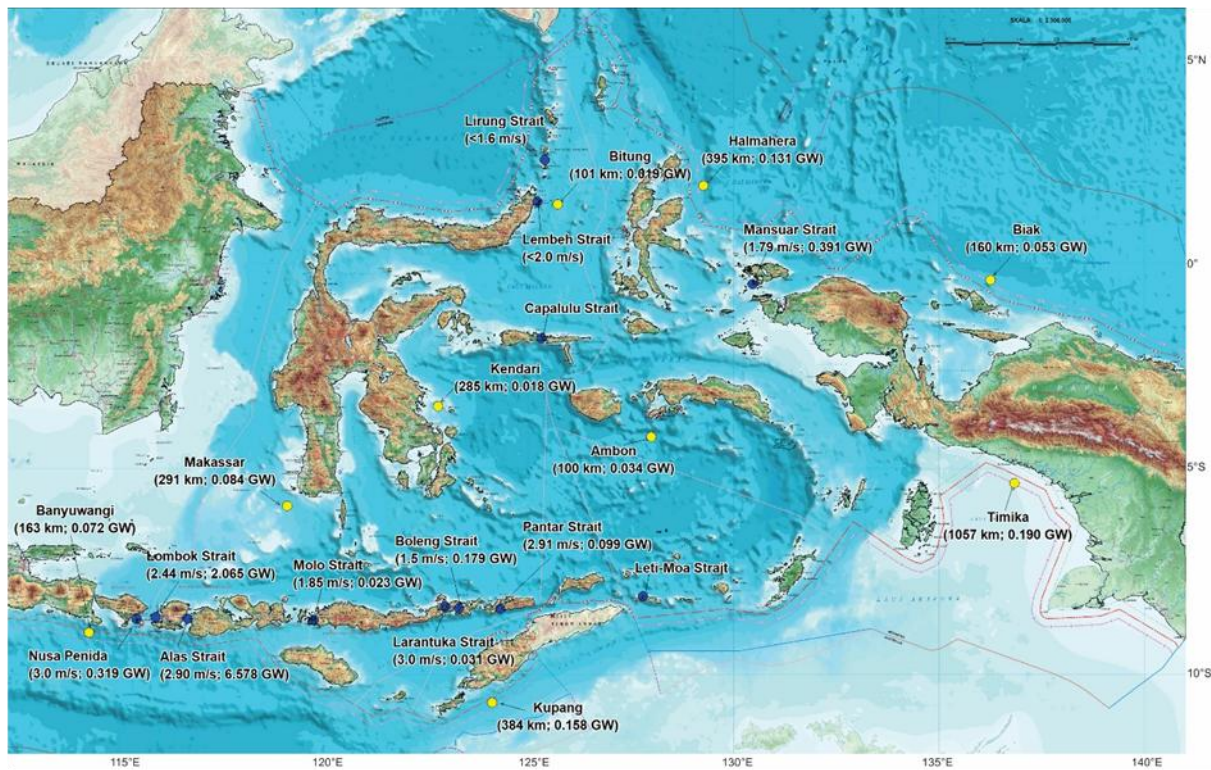 SKALA 1: 3.300.000
5°N
Lirung Strait
(<1.6 m/s)
Bitung
(101 km; 0.019 GW)
Halmahera
(395 km; 0.131 GW)
Lembeh Strait
(<2.0 m/s)
Mansuar Strait
(1.79 m/s; 0.391 GW)
Biak
(160 km; 0.053 GW)
0°
Capalulu Strait
Kendari
(285 km; 0.018 GW)
Ambon
(100 km; 0.034 GW)
Makassar
(291 km; 0.084 GW)
5°S
Banyuwangi
(163 km; 0.072 GW)
Timika
(1057 km; 0.190 GW)
Pantar Strait
(2.91 m/s; 0.099 GW)
Boleng Strait
(1.5 m/s; 0.179 GW)
Lombok Strait
(2.44 m/s; 2.065 GW)
Molo Strait
(1.85 m/s; 0.023 GW)
Leti-Moa Strait
Larantuka Strait
(3.0 m/s; 0.031 GW)
Nusa Penida
(3.0 m/s; 0.319 GW)
Alas Strait
(2.90 m/s; 6.578 GW)
10°S
Kupang
(384 km; 0.158 GW)
115°E
120°E
125°E
130°E
135°E
140°E